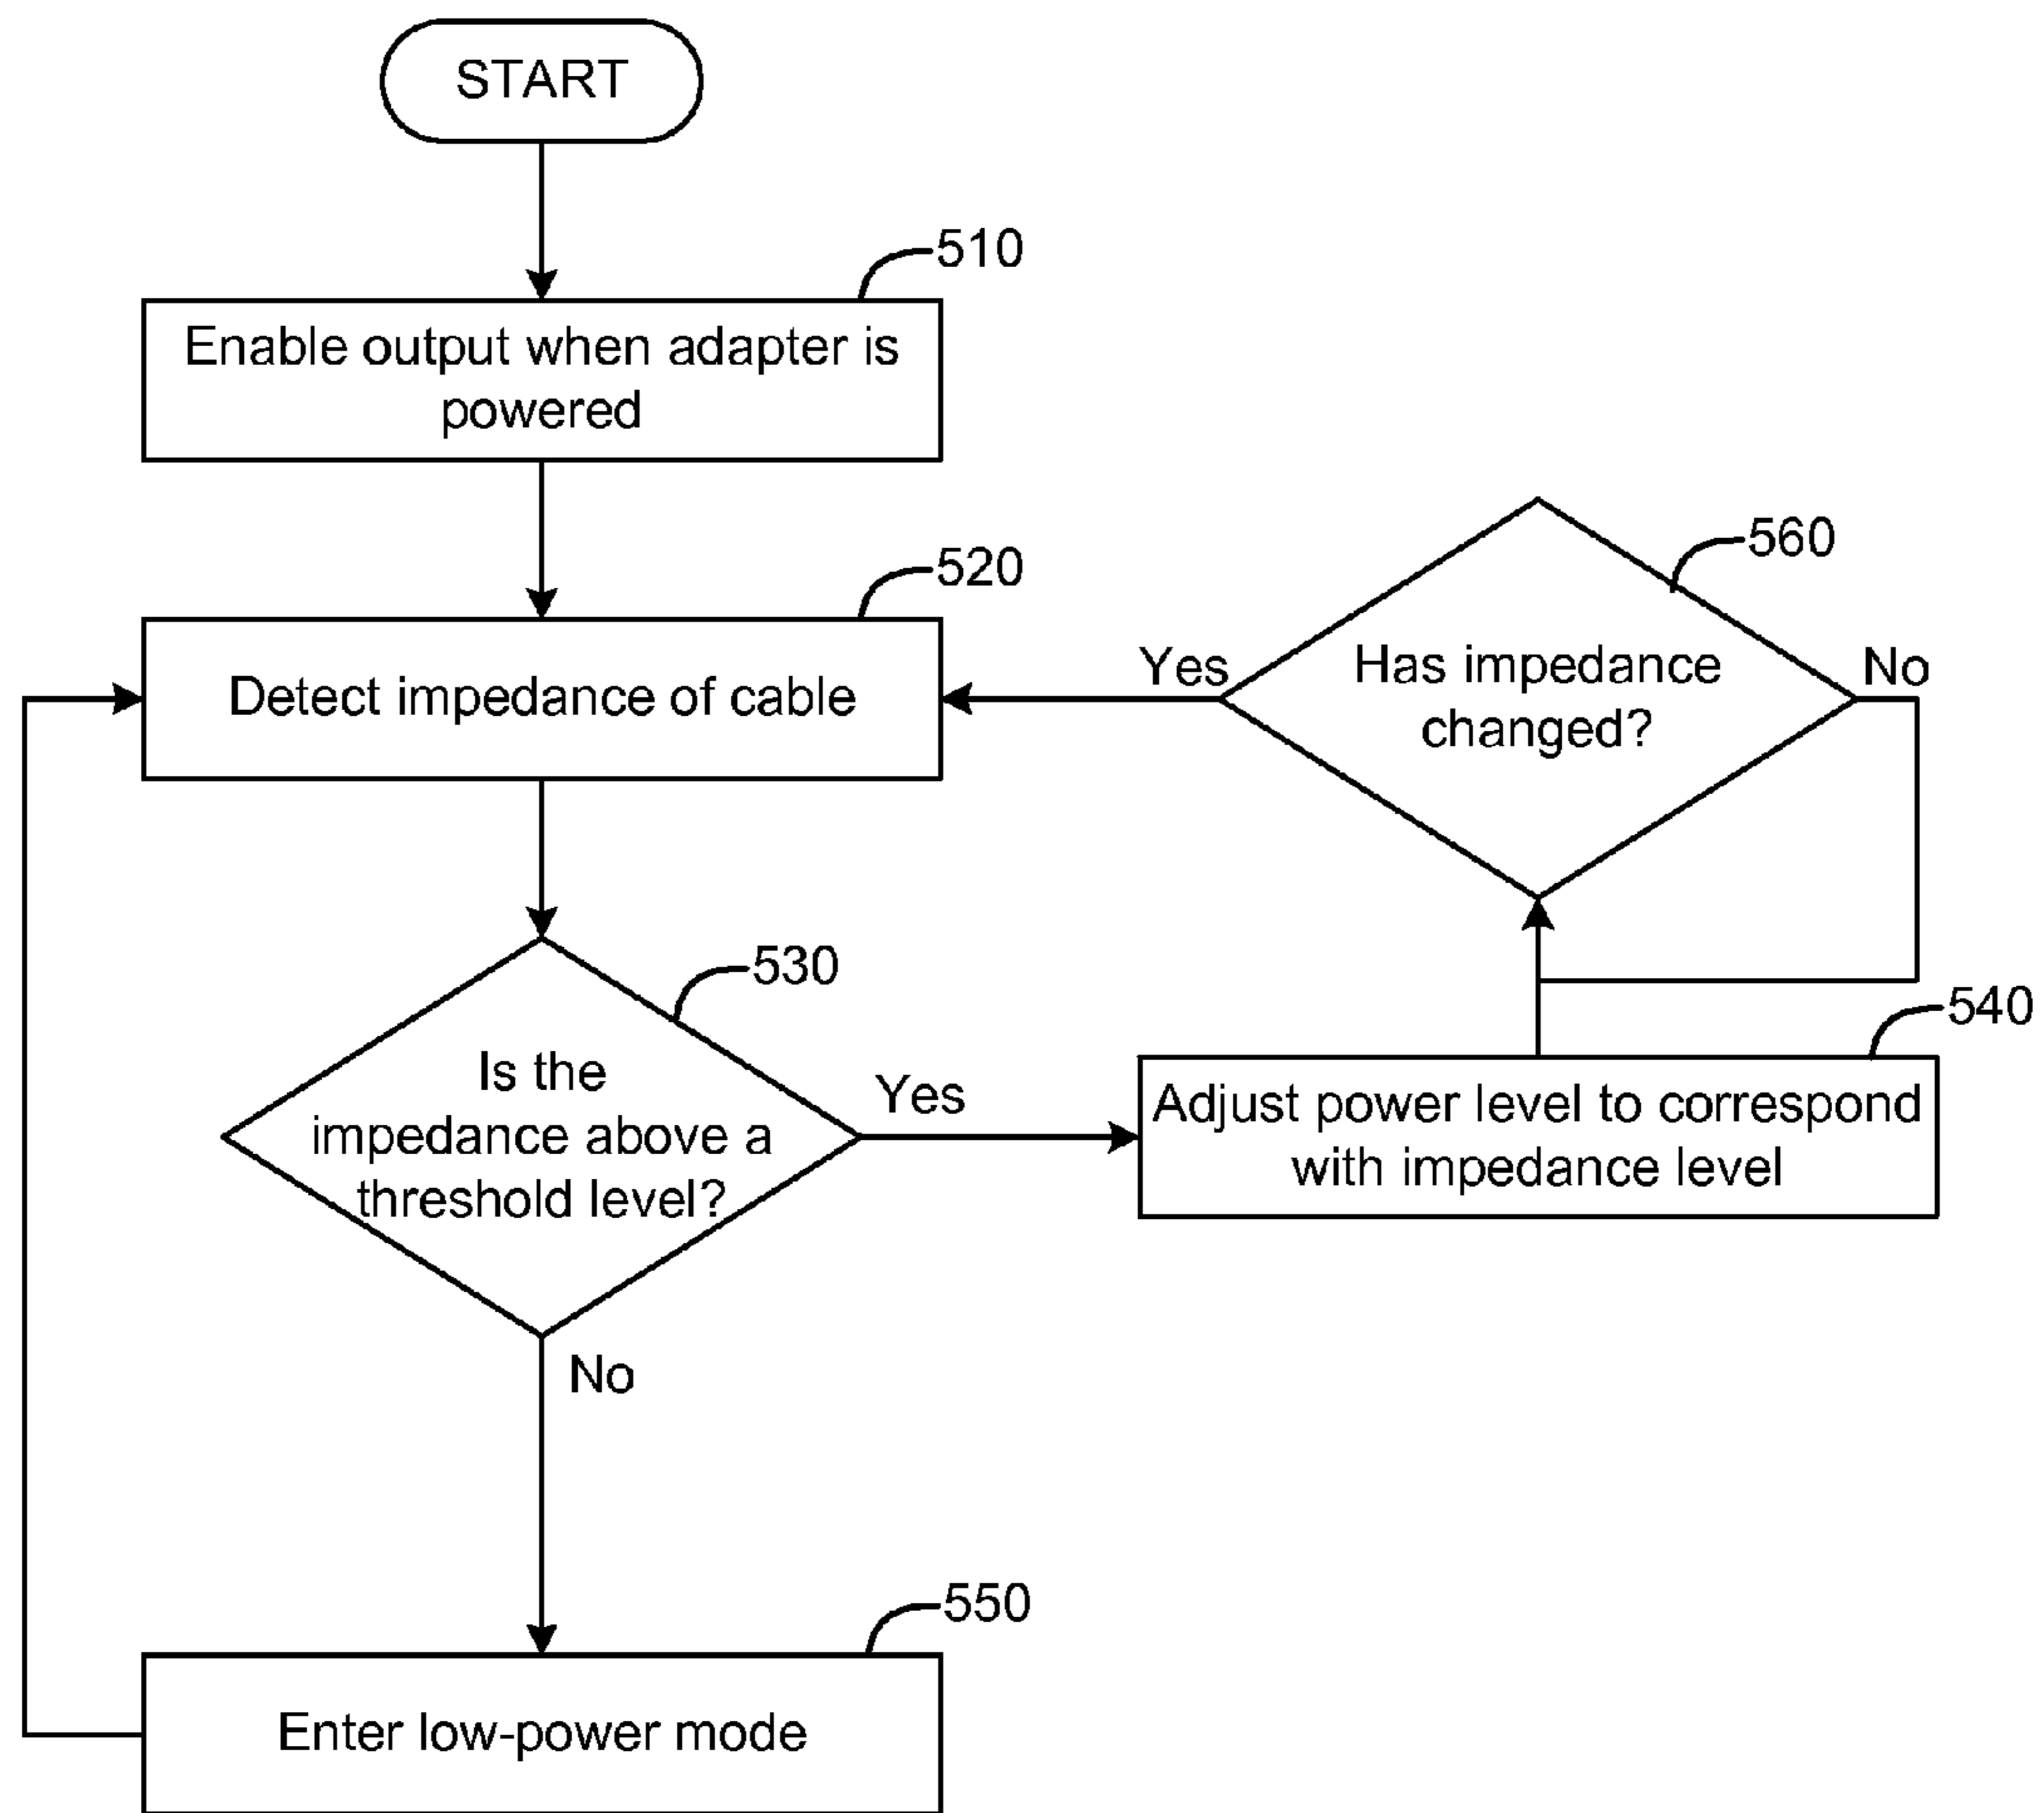 START
510
Enable output when adapter is
powered
520
Detect impedance of cable
560
Has impedance
changed?
Yes
No
530
Is the
impedance above a
threshold level?
Yes
No
540
Adjust power level to correspond
with impedance level
550
Enter low-power mode